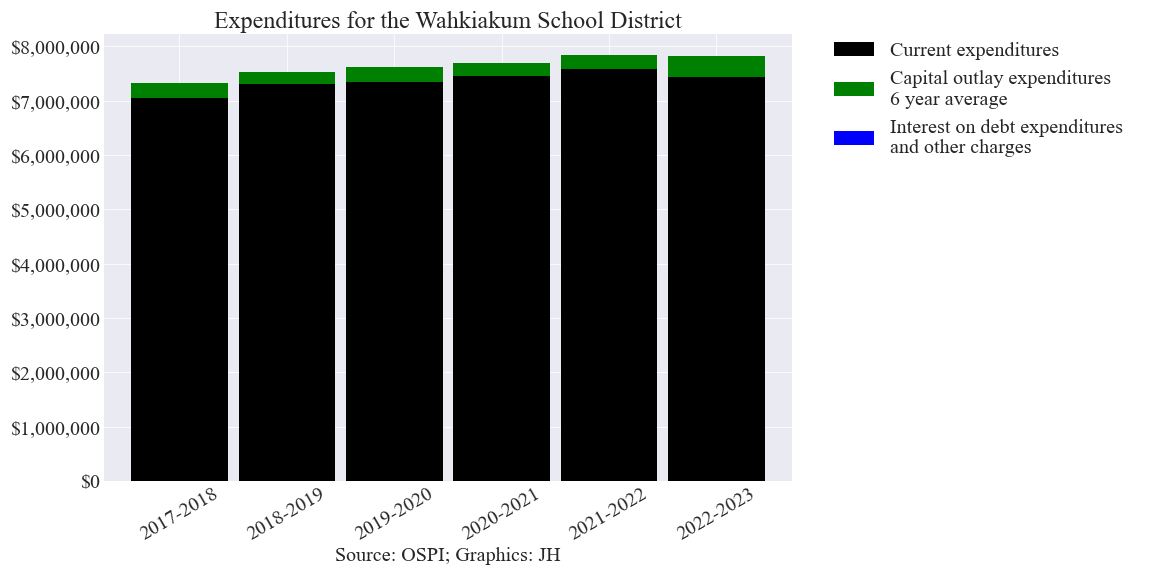 Expenditures for the Wahkiakum School District
$8,000,000
$7,000,000
$6,000,000
$5,000,000
$4,000,000
$3,000,000
$2,000,000
$1,000,000
$0
2017-2018
2018-2019
2019-2020
2020-2021
2021-2022
2022-2023
Source: OSPI; Graphics: JH
Current expenditures
Capital outlay expenditures
6 year average
Interest on debt expenditures
and other charges